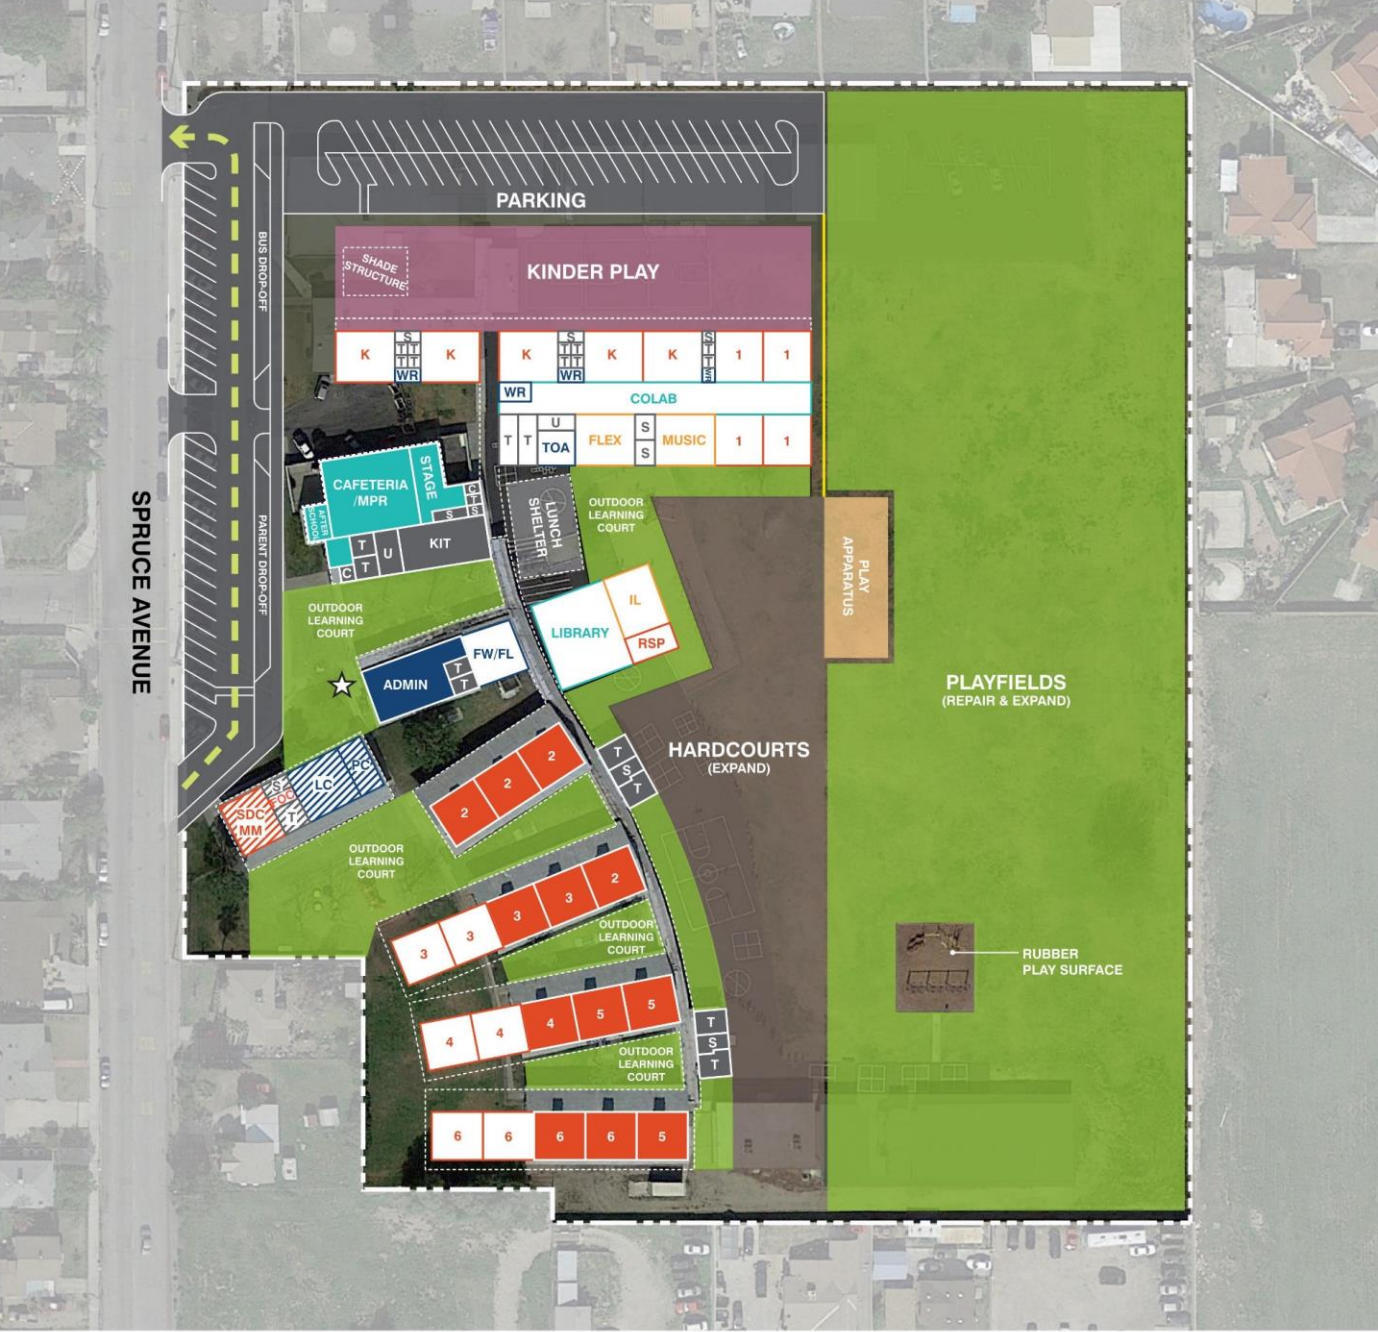 PARKING
BUS DROP-OFF
SHADE
STRUCTURE
KINDER PLAY
K
S
T T
T T
WR
K
K
S
T T
T T
WR
K
K
S
T
T
WR
1
1
WR
COLAB
T
T
U
TOA
FLEX
S
S
MUSIC
1
1
CAFETERIA
/MPR
STAGE
AFTER
SCHOOL
C
T
S
S
T
T
U
KIT
C
LUNCH
SHELTER
OUTDOOR
LEARNING
COURT
PLAY
APPARATUS
SPRUCE AVENUE
PARENT DROP-OFF
OUTDOOR
LEARNING
COURT
LIBRARY
IL
RSP
ADMIN
T
T
FW/FL
PLAYFIELDS
(REPAIR & EXPAND)
HARDCOURTS
(EXPAND)
T
S
T
2
2
2
SDC
MM
S
FOC
T
LC
PC
OUTDOOR
LEARNING
COURT
3
3
3
3
2
OUTDOOR
LEARNING
COURT
RUBBER
PLAY SURFACE
4
4
4
5
5
T
S
T
OUTDOOR
LEARNING
COURT
6
6
6
6
5